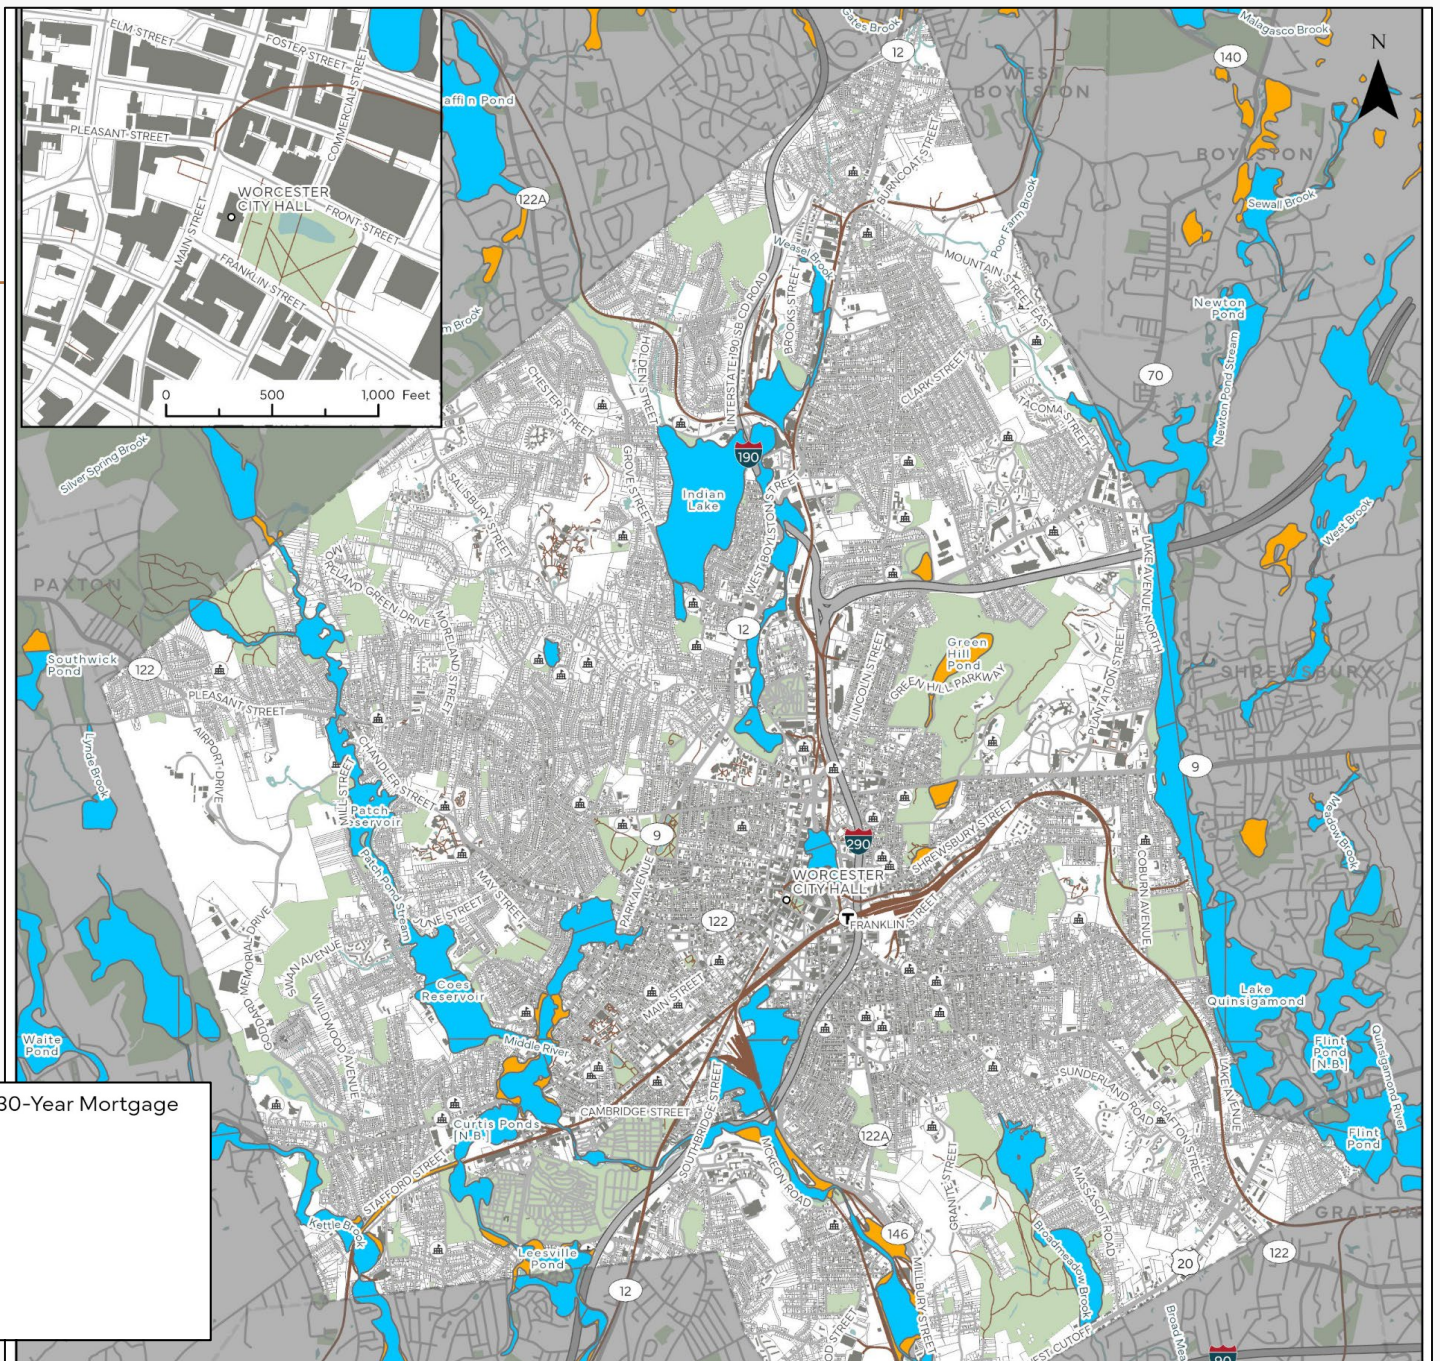 ELM STREET
FOSTER STREET
COMMERCIAL STREET
PLEASANT STREET
WORCESTER
CITY HALL
FRONT STREET
MAIN STREET
FRANKLIN STREET
0 500 1,000 Feet
Gates Brook
12
WEST
BOYLSTON
Malagasco Brook
140
N
affin Pond
BURNCOAT STREET
BOYLSTON
122A
Poor Farm Brook
Sewall Brook
Weasel Brook
MOUNTAIN STREET EAST
m Brook
INTERSTATE 190 SB CD ROAD
BROOKS STREET
Newton
Pond
HOLDEN STREET
Newton Pond Stream
70
CLARK STREET
TACOMA STREET
Silver Spring Brook
GROVE STREET
190
SALISBURY STREET
Indian
Lake
WEST BOYLSTON STREET
West Brook
LAKE AVENUE NORTH
PAXTON
MORELAND GREEN DRIVE
MORELAND STREET
12
LINCOLN STREET
Green
Hill
Pond
GREEN HILL PARKWAY
PLANTATION STREET
SHREWSBURY
Southwick
Pond
122
PLEASANT STREET
AIRPORT DRIVE
Lynde Brook
CHANDLER STREET
MILL STREET
9
Patch
eservoir
Meadow Brook
9
290
SHREWSBURY STREET
COBURN AVENUE
Patch Pond Stream
MAY STREET
PARK AVENUE
WORCESTER
CITY HALL
122
T
FRANKLIN STREET
GODDARD MEMORIAL DRIVE
SWAN AVENUE
WILDWOOD AVENUE
Coes
Reservoir
MAIN STREET
Lake
Quinsigamond
Waite
Pond
Middle River
Flint
Pond
[N.B.]
Quinsigamond River
30-Year Mortgage
CAMBRIDGE STREET
SOUTHBRIDGE STREET
SUNDERLAND ROAD
GRAFTON STREET
LAKE AVENUE
Curtis Ponds
[N.B.]
122A
Flint
Pond
STAFFORD STREET
MCKEON ROAD
GRANITE STREET
MASSASOIT ROAD
Kettle Brook
GRAFTON
Leesville
Pond
146
Broadmeadow Brook
20
122
12
MILLBURY STREET
Broad Mea
EST CUTOFF
90